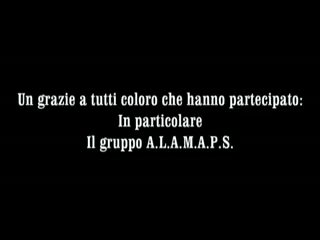 Un grazie a tutti coloro che hanno partecipato:
In particolare
Il gruppo A.L.A.M.A.P.S.